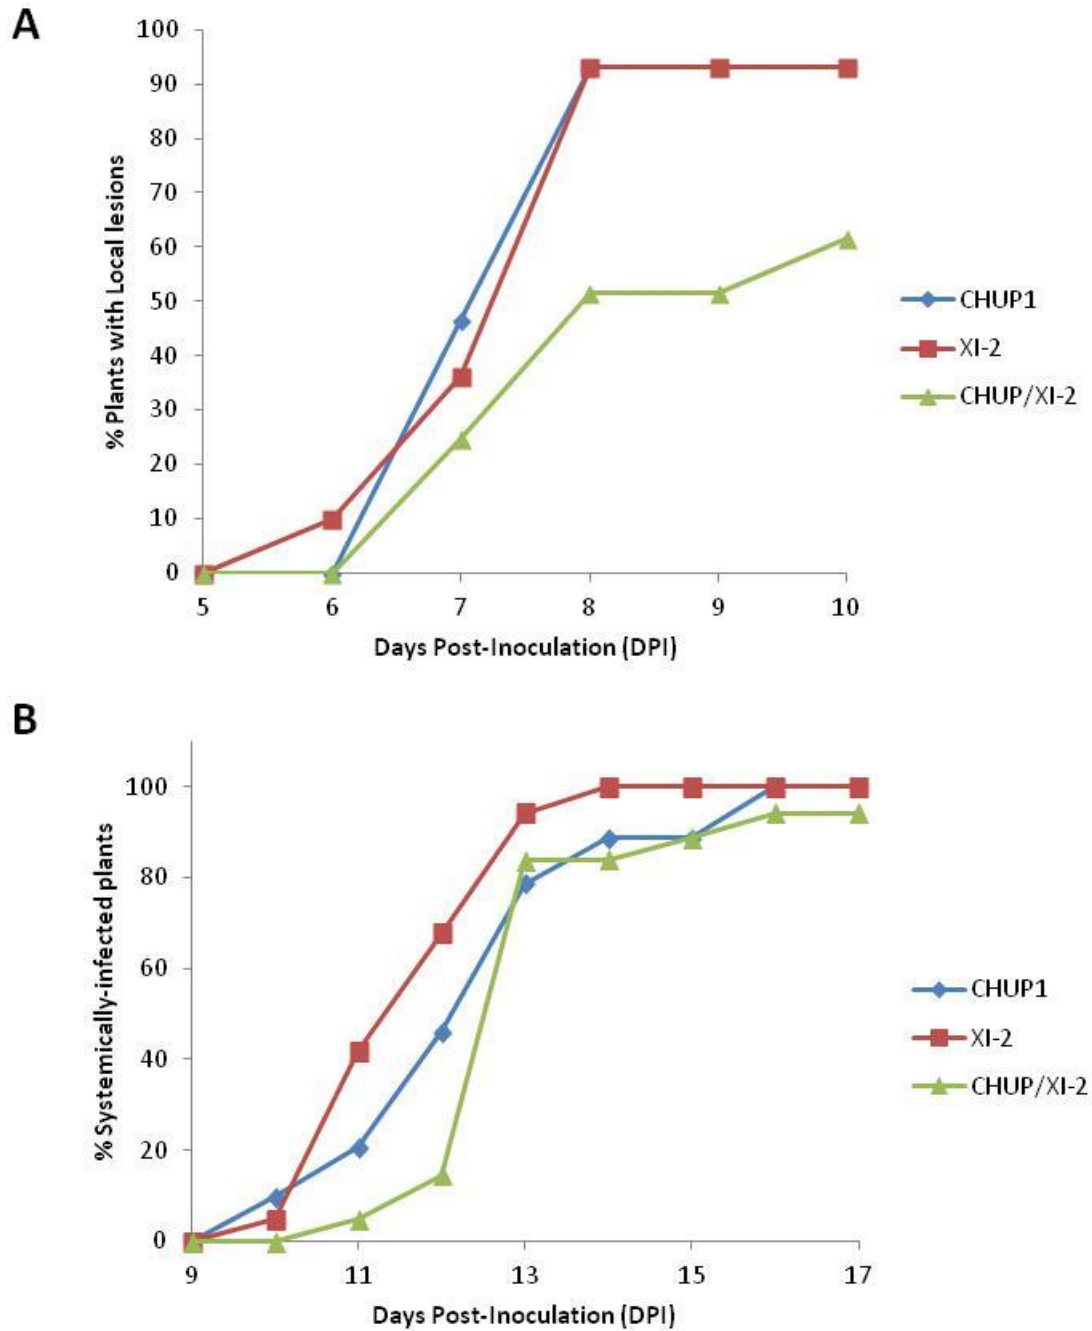 A
100
90
80
70
60
50
40
30
20
10
0
% Plants with Local lesions
5 6 7 8 9 10
Days Post-Inoculation (DPI)
CHUP1
XI-2
CHUP/XI-2
B
100
80
60
40
20
0
% Systemically-infected plants
9 11 13 15 17
Days Post-Inoculation (DPI)
CHUP1
XI-2
CHUP/XI-2